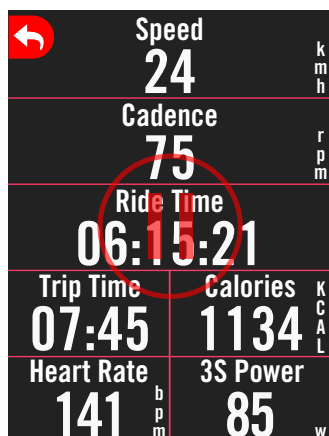 Speed
24 kmh
Cadence
75 rpm
Ride Time
06:15:21
Trip Time Calories
07:45 1134 KCAL
Heart Rate 3S Power
141 bpm 85 w